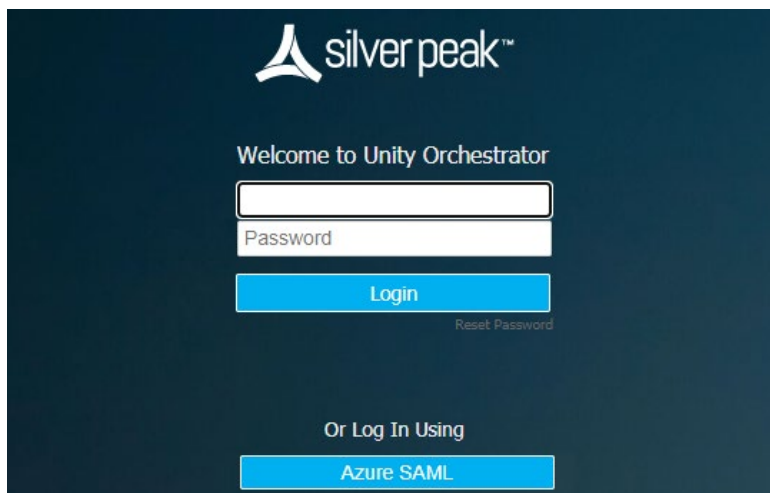 silver peak™
Welcome to Unity Orchestrator
Password
Login
Reset Password
Or Log In Using
Azure SAML